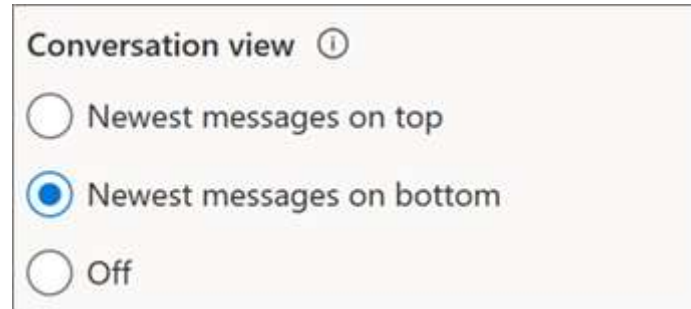 Conversation view
Newest messages on top
Newest messages on bottom
Off